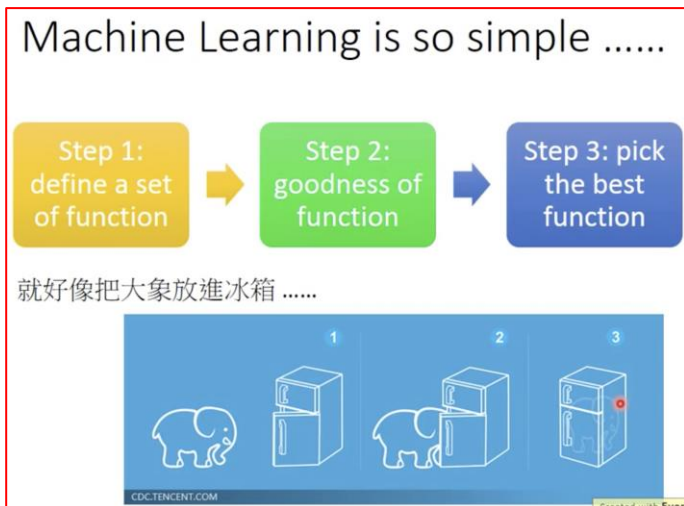 Machine Learning is so simple ......
Step 1:
define a set
of function
Step 2:
goodness of
function
Step 3: pick
the best
function
就好像把大象放進冰箱 ......
1
2
3
CDC.TENCENT.COM
Created with